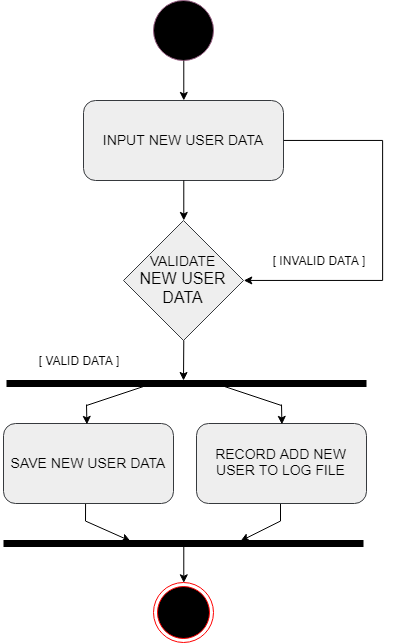 INPUT NEW USER DATA
VALIDATE
NEW USER
DATA
[ INVALID DATA ]
[ VALID DATA ]
SAVE NEW USER DATA
RECORD ADD NEW
USER TO LOG FILE